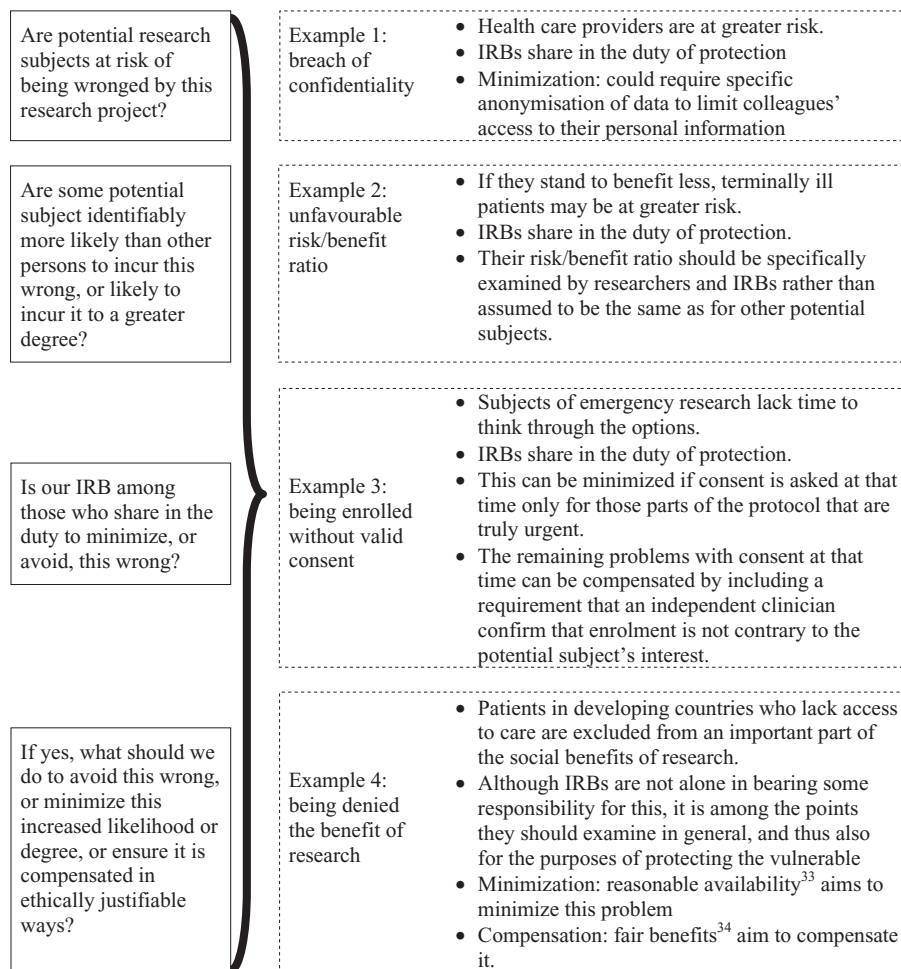 Are potential research
subjects at risk of
being wronged by this
research project?
Example 1:
breach of
confidentiality
• Health care providers are at greater risk.
• IRBs share in the duty of protection
• Minimization: could require specific
anonymisation of data to limit colleagues’
access to their personal information
Are some potential
subject identifiably
more likely than other
persons to incur this
wrong, or likely to
incur it to a greater
degree?
Example 2:
unfavourable
risk/benefit
ratio
• If they stand to benefit less, terminally ill
patients may be at greater risk.
• IRBs share in the duty of protection.
• Their risk/benefit ratio should be specifically
examined by researchers and IRBs rather than
assumed to be the same as for other potential
subjects.
Is our IRB among
those who share in the
duty to minimize, or
avoid, this wrong?
Example 3:
being enrolled
without valid
consent
• Subjects of emergency research lack time to
think through the options.
• IRBs share in the duty of protection.
• This can be minimized if consent is asked at that
time only for those parts of the protocol that are
truly urgent.
• The remaining problems with consent at that
time can be compensated by including a
requirement that an independent clinician
confirm that enrolment is not contrary to the
potential subject’s interest.
If yes, what should we
do to avoid this wrong,
or minimize this
increased likelihood or
degree, or ensure it is
compensated in
ethically justifiable
ways?
Example 4:
being denied
the benefit of
research
• Patients in developing countries who lack access
to care are excluded from an important part of
the social benefits of research.
• Although IRBs are not alone in bearing some
responsibility for this, it is among the points
they should examine in general, and thus also
for the purposes of protecting the vulnerable
• Minimization: reasonable availability33 aims to
minimize this problem
• Compensation: fair benefits34 aim to compensate
it.